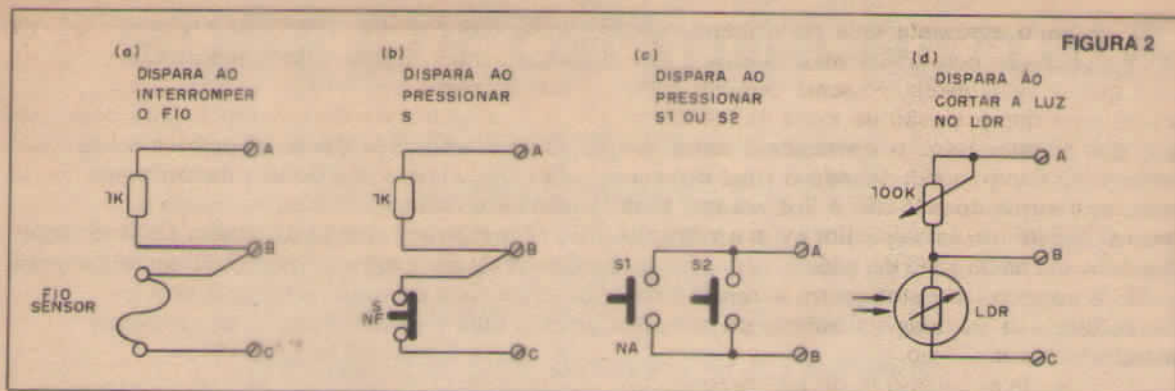 FIGURA 2
(a)
DISPARA AO
INTERROMPER
O FIO
A
1K
B
FIO
SENSOR
C
(b)
DISPARA AO
PRESSIONAR
S
A
1K
B
S
NF
C
(c)
DISPARA AO
PRESSIONAR
S1 OU S2
A
S1
S2
NA
B
(d)
DISPARA AO
CORTAR A LUZ
NO LDR
A
100K
B
LDR
C